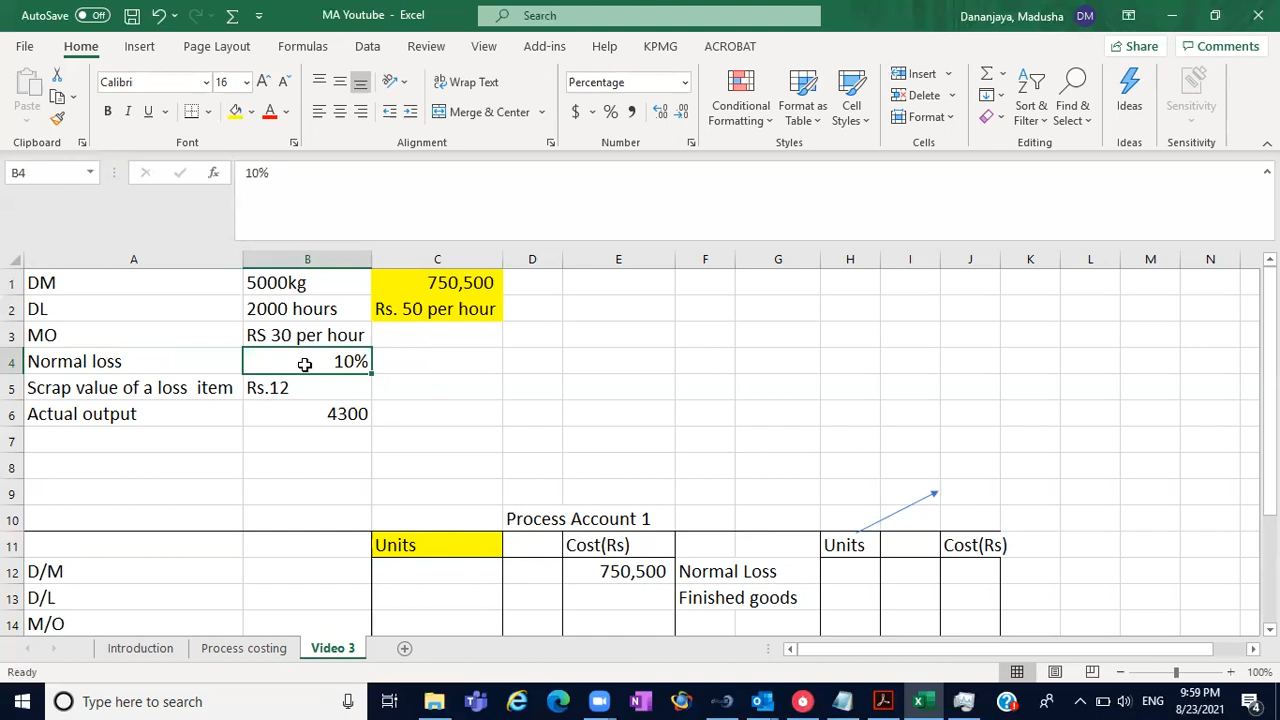 AutoSave Off
MA Youtube - Excel
Search
Dananjaya, Madusha DM
File Home Insert Page Layout Formulas Data Review View Add-ins Help KPMG ACROBAT Share Comments
Paste
Calibri 16
B I U
Wrap Text
Merge & Center
Percentage
$ % ,
Conditional Formatting
Format as Table
Cell Styles
Insert
Delete
Format
Sort & Filter
Find & Select
Ideas
Sensitivity
Clipboard Font Alignment Number Styles Cells Editing Ideas Sensitivity
B4 fx 10%
A B C D E F G H I J K L M N
1 DM 5000kg 750,500
2 DL 2000 hours Rs. 50 per hour
3 MO RS 30 per hour
4 Normal loss 10%
5 Scrap value of a loss item Rs.12
6 Actual output 4300
7
8
9
10 Process Account 1
11 Units Cost(Rs) Units Cost(Rs)
12 D/M 750,500 Normal Loss
13 D/L Finished goods
14 M/O
Introduction Process costing Video 3
Ready 100%
Type here to search
ENG
9:59 PM
8/23/2021
4